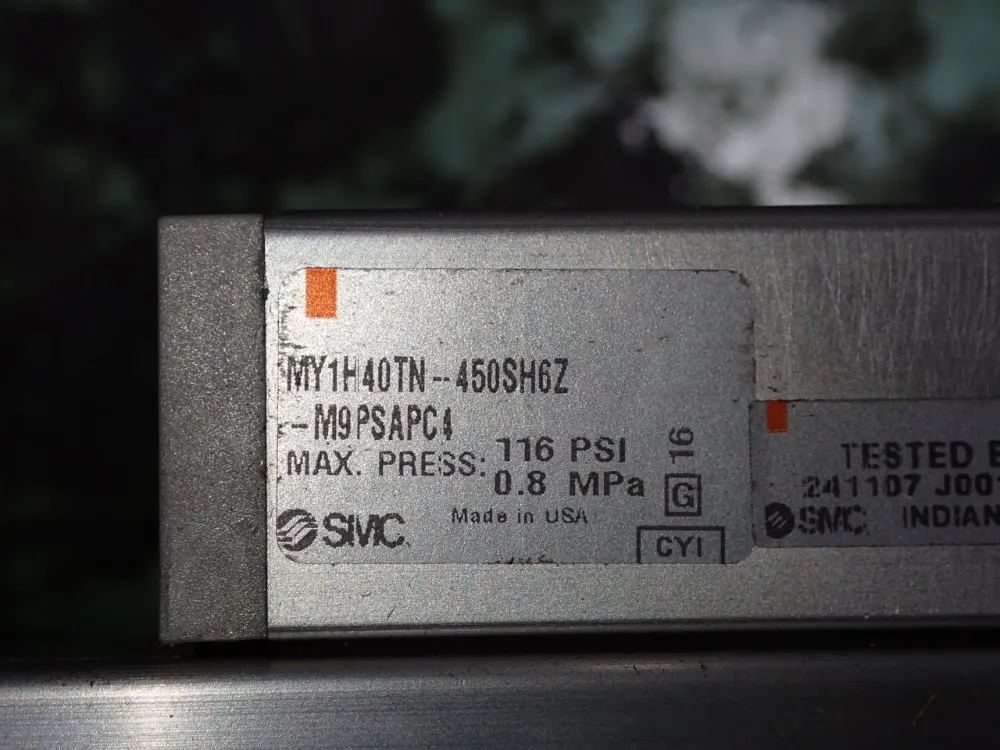 MY1H40TN-450SH6Z
-M9PSAPC4
MAX. PRESS: 116 PSI
0.8 MPa
16
G
SMC
Made in USA
CYI
TESTED
241107
SMC